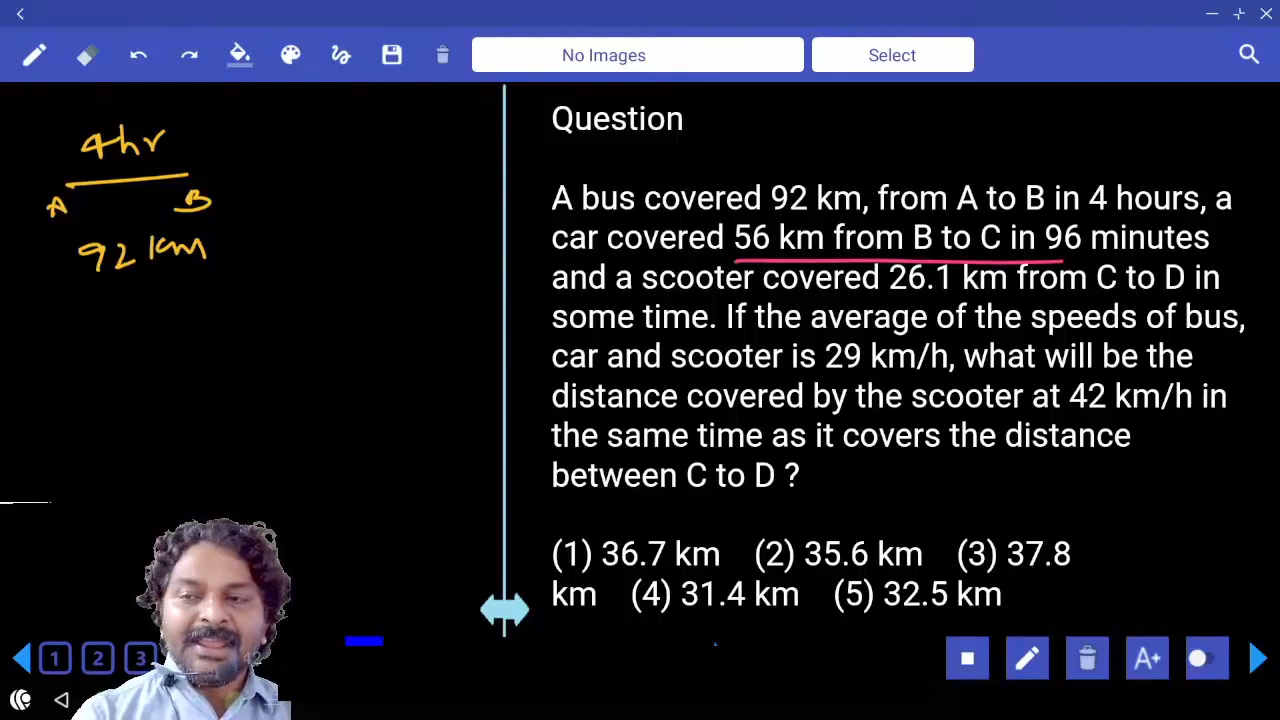 No Images
Select
4hr
A B
92 km
Question
A bus covered 92 km, from A to B in 4 hours, a
car covered 56 km from B to C in 96 minutes
and a scooter covered 26.1 km from C to D in
some time. If the average of the speeds of bus,
car and scooter is 29 km/h, what will be the
distance covered by the scooter at 42 km/h in
the same time as it covers the distance
between C to D ?
(1) 36.7 km (2) 35.6 km (3) 37.8
km (4) 31.4 km (5) 32.5 km
1 2 3
A+